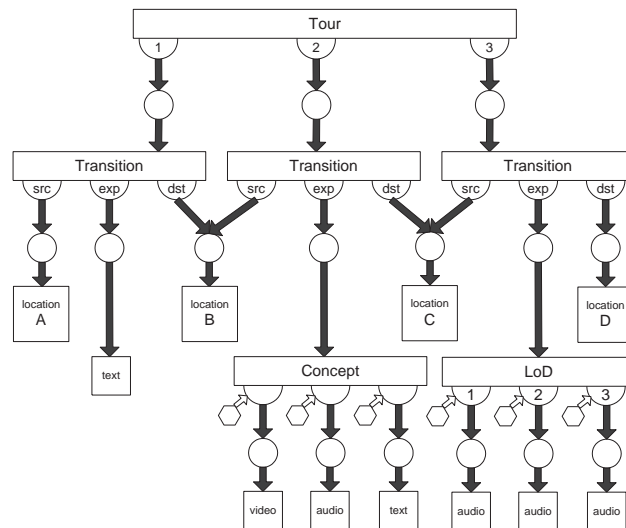 Tour
1 2 3
Transition Transition Transition
src exp dst src exp dst src exp dst
location
A
location
B
location
C
location
D
text
Concept LoD
1 2 3
video audio text audio audio audio